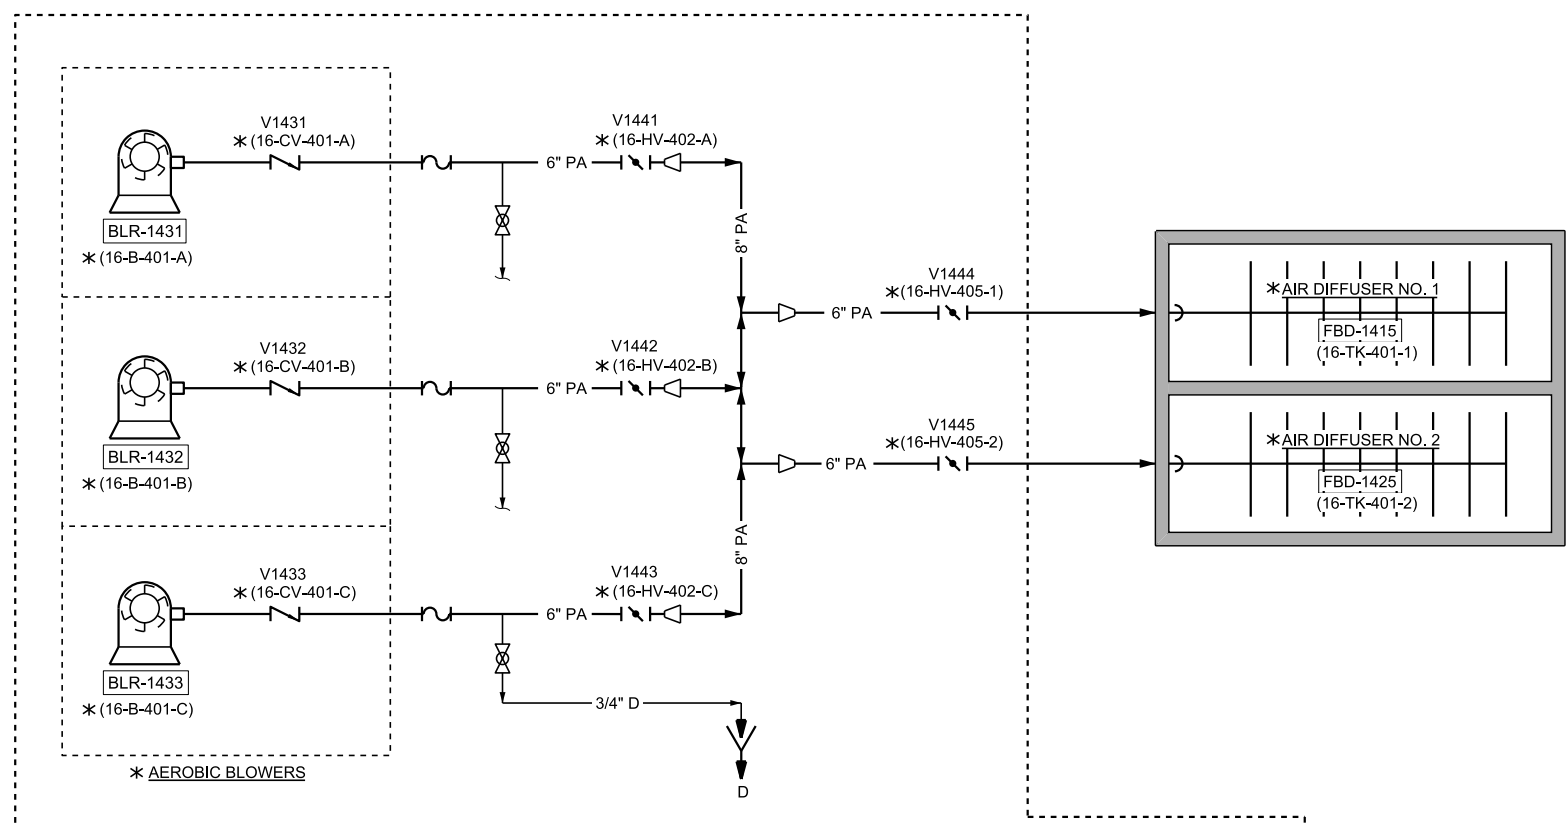 V1431
* (16-CV-401-A)
V1441
* (16-HV-402-A)
6" PA
BLR-1431
* (16-B-401-A)
8" PA
V1444
* (16-HV-405-1)
6" PA
* AIR DIFFUSER NO. 1
FBD-1415
(16-TK-401-1)
V1432
* (16-CV-401-B)
V1442
* (16-HV-402-B)
6" PA
BLR-1432
* (16-B-401-B)
V1445
* (16-HV-405-2)
6" PA
* AIR DIFFUSER NO. 2
FBD-1425
(16-TK-401-2)
8" PA
V1433
* (16-CV-401-C)
V1443
* (16-HV-402-C)
6" PA
BLR-1433
* (16-B-401-C)
3/4" D
* AEROBIC BLOWERS
D